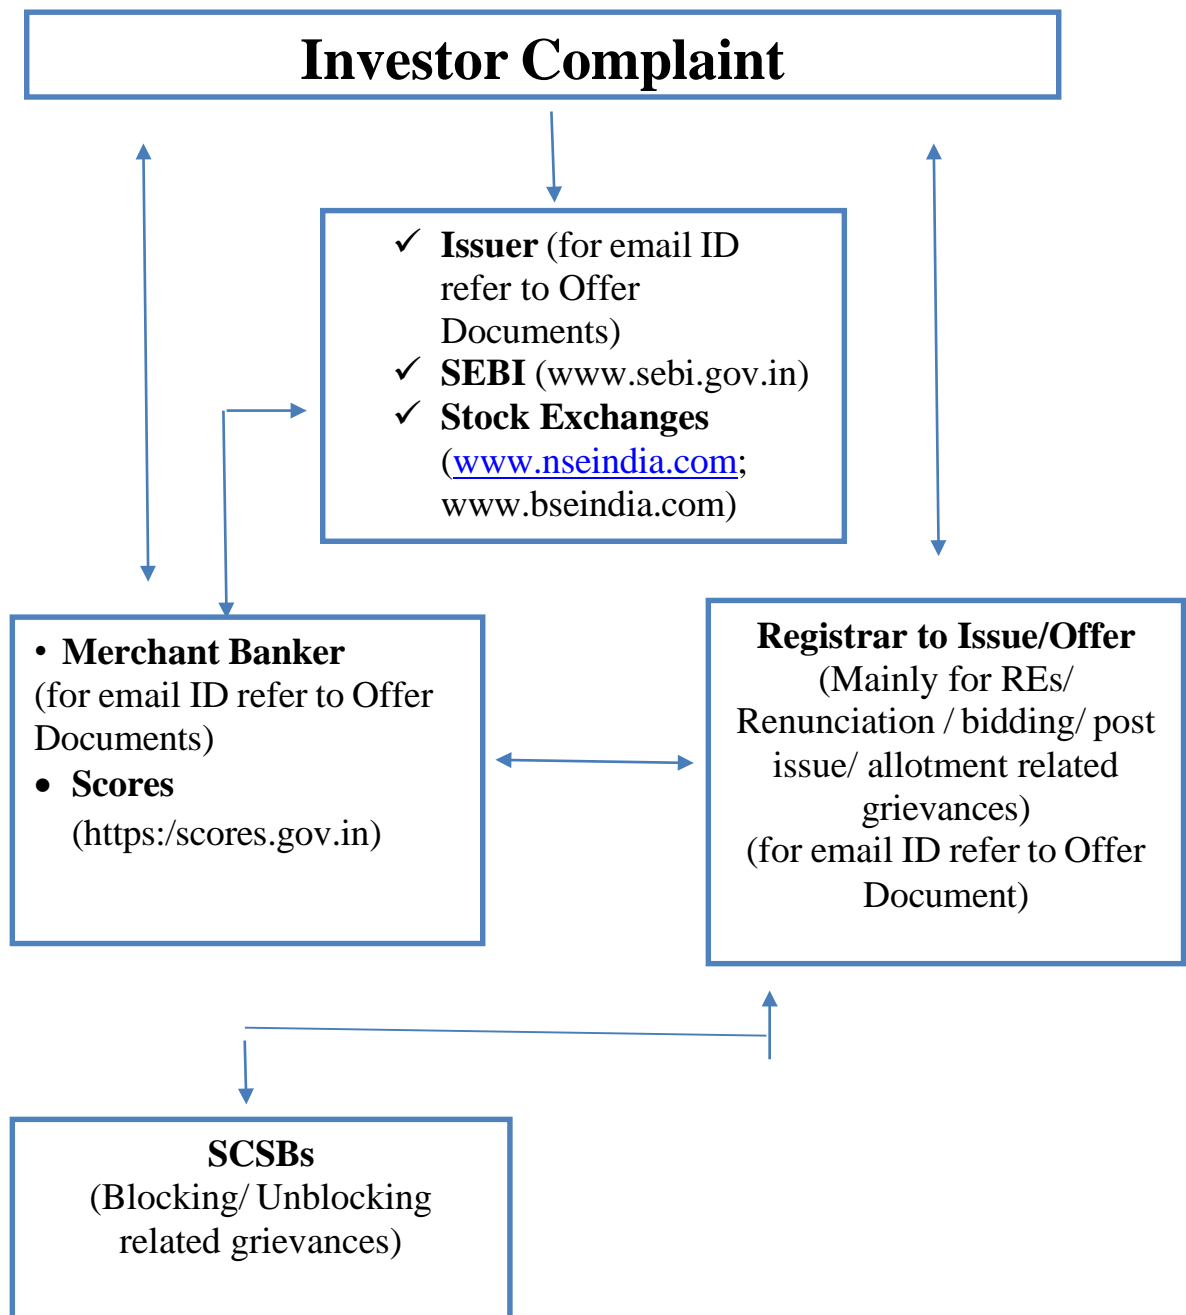 Investor Complaint
✓ Issuer (for email ID
refer to Offer
Documents)
✓ SEBI (www.sebi.gov.in)
✓ Stock Exchanges
(www.nseindia.com;
www.bseindia.com)
• Merchant Banker
(for email ID refer to Offer
Documents)
• Scores
(https:/scores.gov.in)
Registrar to Issue/Offer
(Mainly for REs/
Renunciation / bidding/ post
issue/ allotment related
grievances)
(for email ID refer to Offer
Document)
SCSBs
(Blocking/ Unblocking
related grievances)